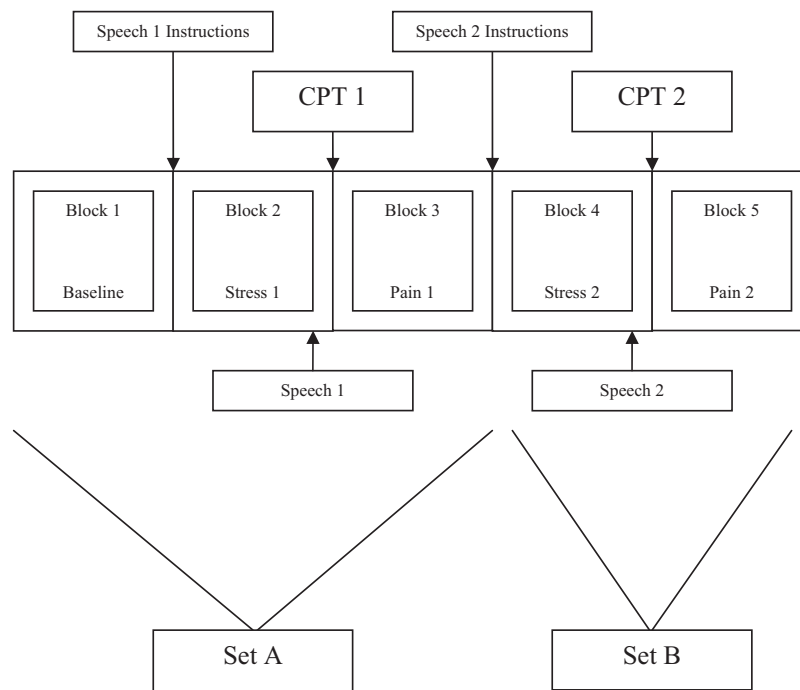 Speech 1 Instructions
Speech 2 Instructions
CPT 1
CPT 2
Block 1
Block 2
Block 3
Block 4
Block 5
Baseline
Stress 1
Pain 1
Stress 2
Pain 2
Speech 1
Speech 2
Set A
Set B